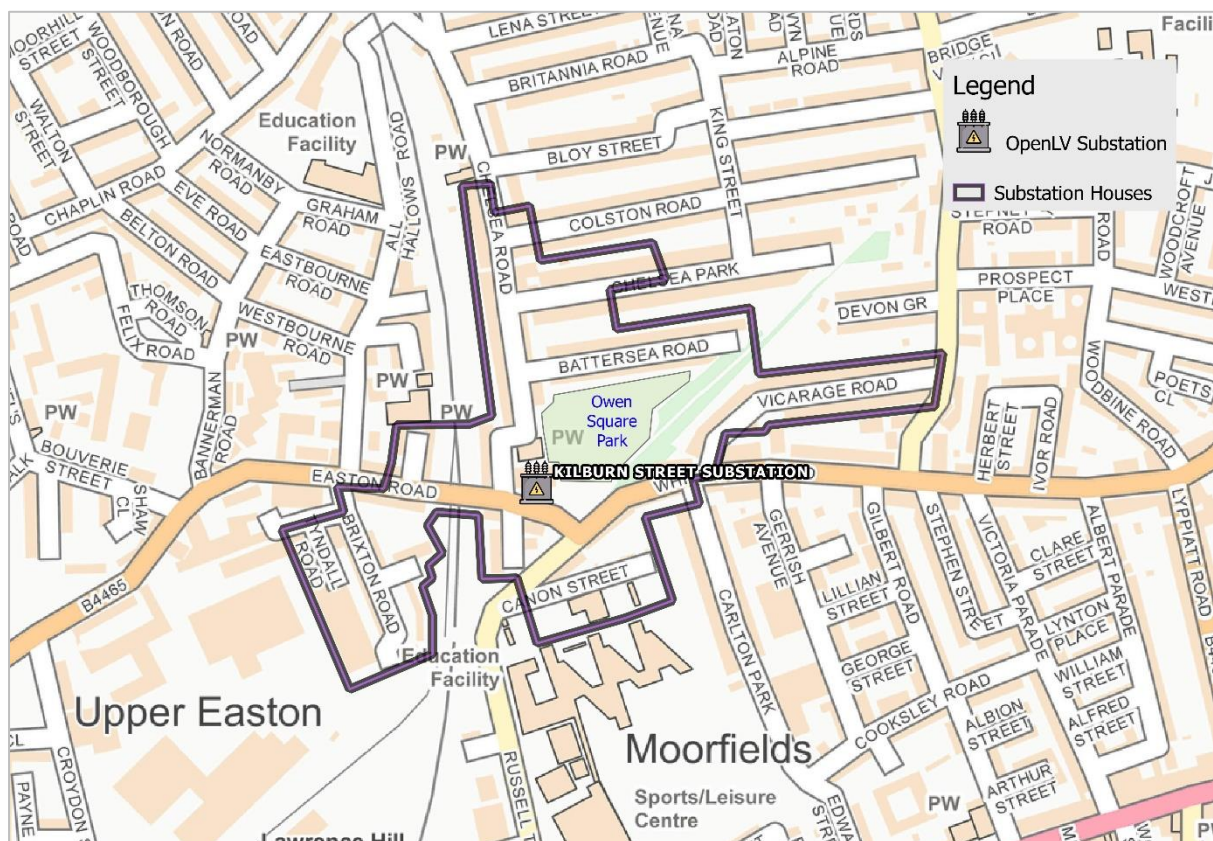 LENA STREET
BRITANNIA ROAD
ALPINE
ROAD
BRIDGE
Facili
Legend
OpenLV Substation
Substation Houses
WALTON
STREET
WOODBOROUGH
STREET
NORMANBY
ROAD
Education
Facility
ALL
HALLOWS ROAD
PW
BLOY STREET
KING STREET
CHELSEA ROAD
COLSTON ROAD
CHAPLIN ROAD
EVE ROAD
GRAHAM
ROAD
BELTON ROAD
EASTBOURNE
ROAD
CHELSEA PARK
PROSPECT
PLACE
ROAD
WOODCROFT
AVENUE
THOMSON
ROAD
FELIX ROAD
PW
WESTBOURNE
ROAD
BATTERSEA ROAD
DEVON GR
PW
PW
VICARAGE ROAD
Owen
Square
Park
PW
POETS
CL
WOODBINE ROAD
HERBERT
STREET
IVOR ROAD
PW
BOUVERIE
STREET
BANNERMAN
ROAD
SHAW
CL
EASTON ROAD
KILBURN STREET SUBSTATION
B4465
TYNDALL
ROAD
BRIXTON ROAD
CANON STREET
GERRISH
AVENUE
GILBERT ROAD
STEPHEN STREET
VICTORIA PARADE
CLARE
STREET
ALBERT PARADE
LYPPIATT ROAD
LILLIAN
STREET
LYNTON
PLACE
CARLTON PARK
GEORGE
STREET
WILLIAM
STREET
Education
Facility
COOKSLEY ROAD
ALBION
STREET
ALFRED
STREET
Upper Easton
Moorfields
CROYDON
PAYNE
CL
RUSSELL
Sports/Leisure
Centre
ARTHUR
STREET
PW
Lawrence Hill